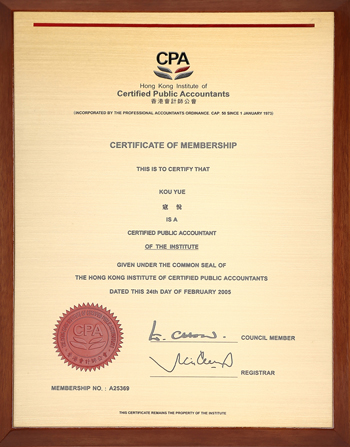 CPA
Hong Kong Institute of
Certified Public Accountants
香港會計師公會
(INCORPORATED BY THE PROFESSIONAL ACCOUNTANTS ORDINANCE CAP. 50 SINCE 1 JANUARY 1973)
CERTIFICATE OF MEMBERSHIP
THIS IS TO CERTIFY THAT
KOU YUE
寇 悅
IS A
CERTIFIED PUBLIC ACCOUNTANT
OF THE INSTITUTE
GIVEN UNDER THE COMMON SEAL OF
THE HONG KONG INSTITUTE OF CERTIFIED PUBLIC ACCOUNTANTS
DATED THIS 24th DAY OF FEBRUARY 2005
CPA
COUNCIL MEMBER
REGISTRAR
MEMBERSHIP NO. : A25369
THIS CERTIFICATE REMAINS THE PROPERTY OF THE INSTITUTE